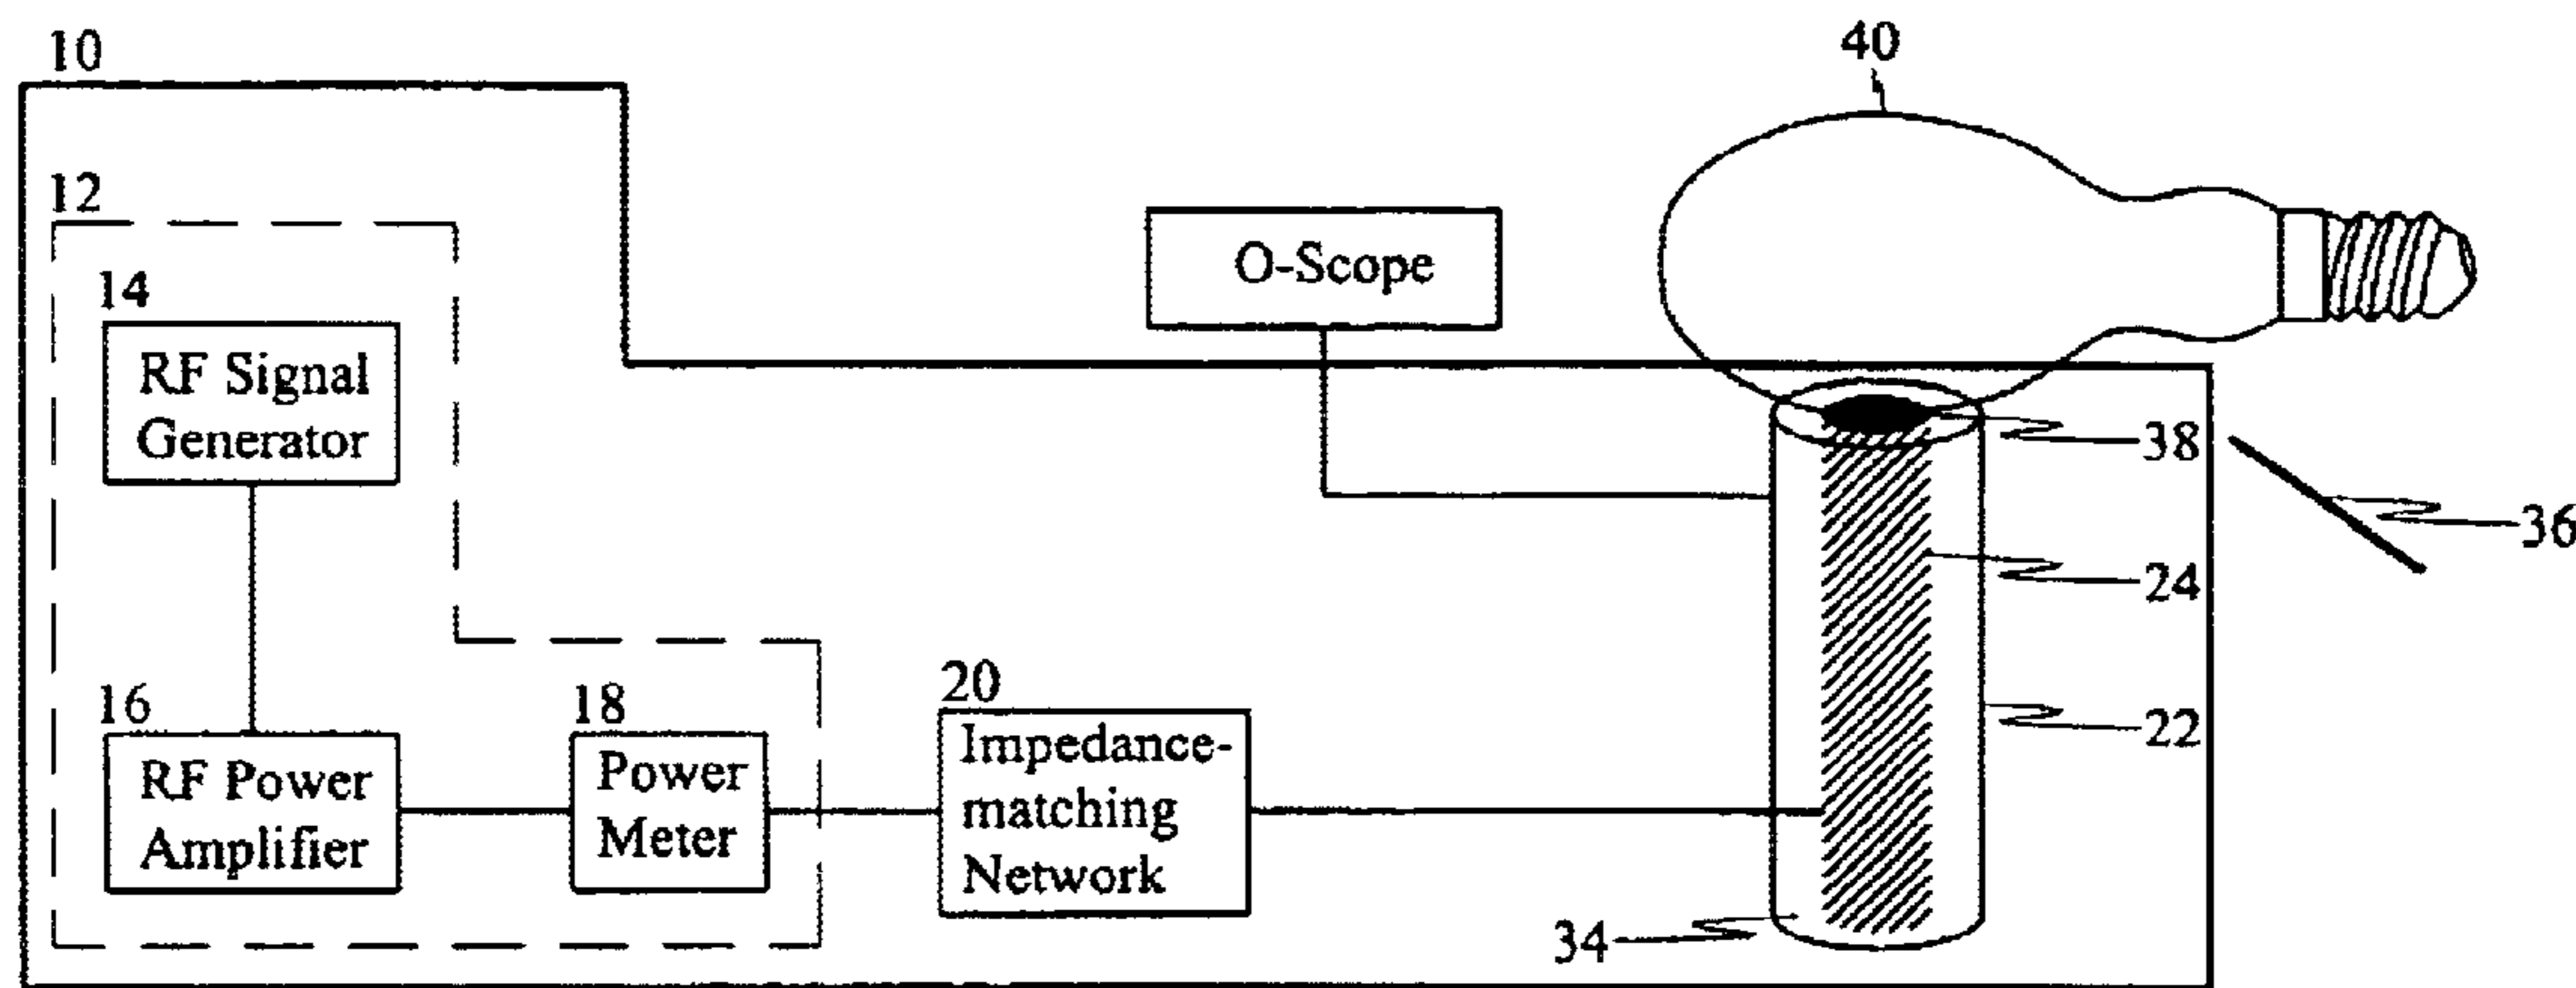 10
40
12
O-Scope
14
RF Signal
Generator
38
36
24
16
RF Power
Amplifier
18
Power
Meter
20
Impedance-
matching
Network
22
34